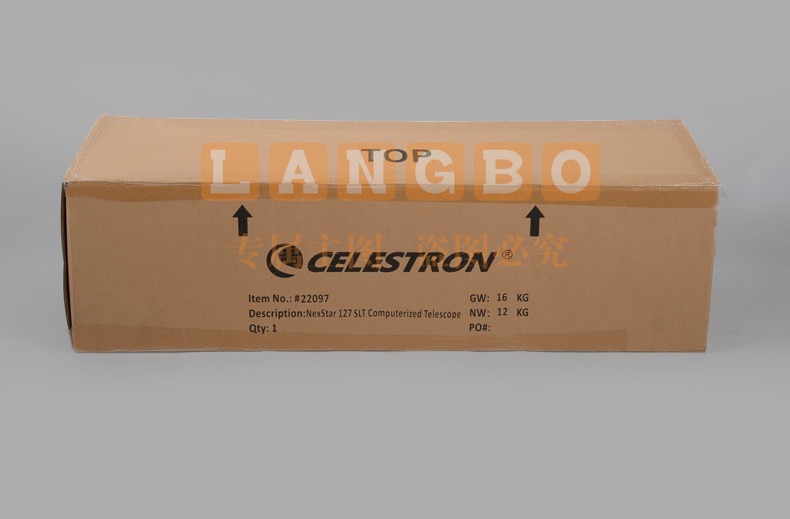 TOP
LANGBO
专属主图 盗图必究
CELESTRON®
Item No.: #22097
GW: 16 KG
Description:NexStar 127 SLT Computerized Telescope
NW: 12 KG
Qty: 1
PO#: